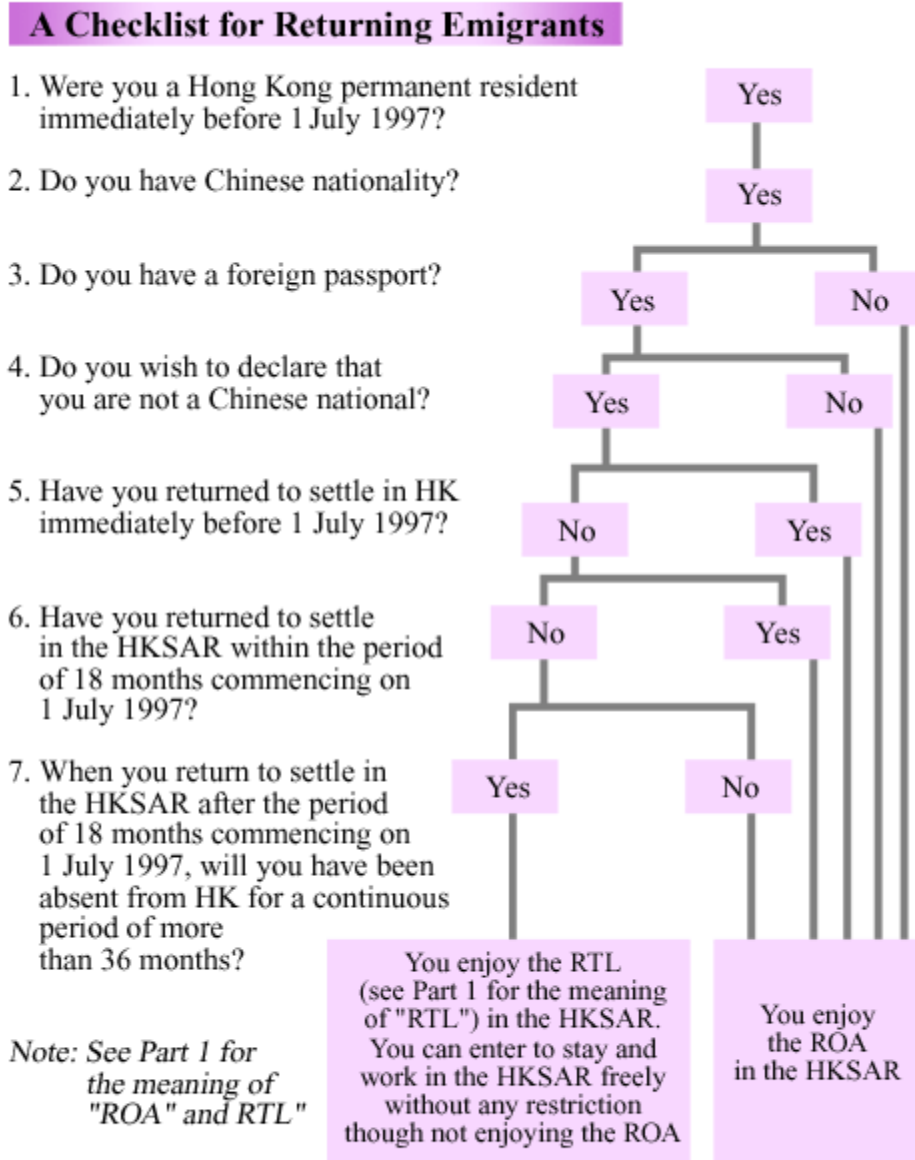 A Checklist for Returning Emigrants
1. Were you a Hong Kong permanent resident
immediately before 1 July 1997?
Yes
2. Do you have Chinese nationality?
Yes
3. Do you have a foreign passport?
Yes
No
4. Do you wish to declare that
you are not a Chinese national?
Yes
No
5. Have you returned to settle in HK
immediately before 1 July 1997?
No
Yes
6. Have you returned to settle
in the HKSAR within the period
of 18 months commencing on
1 July 1997?
No
Yes
7. When you return to settle in
the HKSAR after the period
of 18 months commencing on
1 July 1997, will you have been
absent from HK for a continuous
period of more
than 36 months?
Yes
No
You enjoy the RTL
(see Part 1 for the meaning
of "RTL") in the HKSAR.
You can enter to stay and
work in the HKSAR freely
without any restriction
though not enjoying the ROA
You enjoy
the ROA
in the HKSAR
Note: See Part 1 for
the meaning of
"ROA" and RTL"